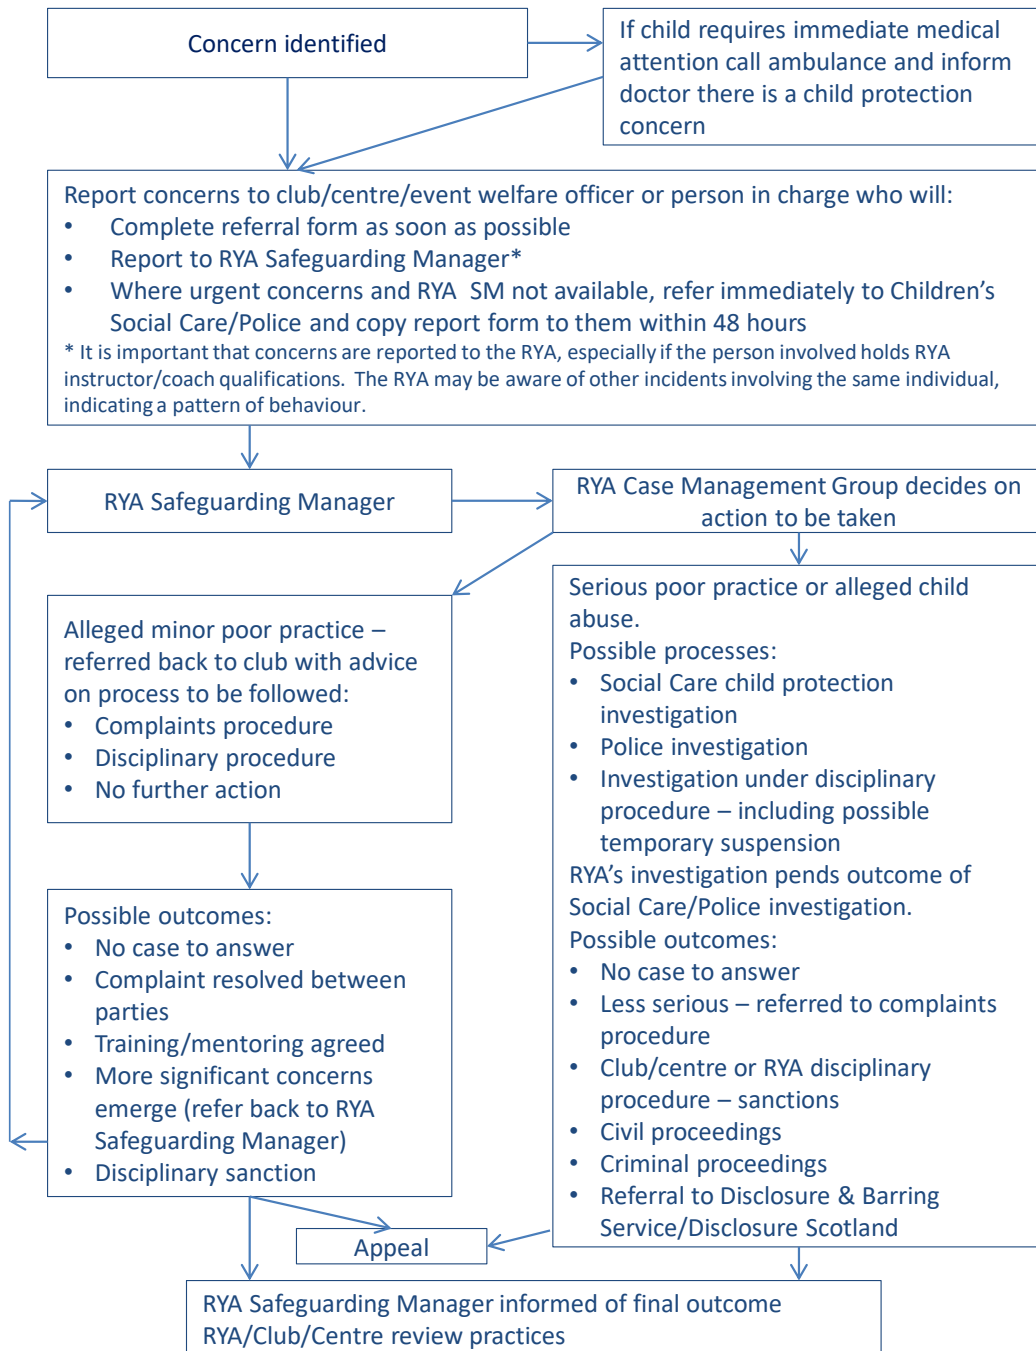 Concern identified
If child requires immediate medical
attention call ambulance and inform
doctor there is a child protection
concern
Report concerns to club/centre/event welfare officer or person in charge who will:
• Complete referral form as soon as possible
• Report to RYA Safeguarding Manager*
• Where urgent concerns and RYA SM not available, refer immediately to Children's
Social Care/Police and copy report form to them within 48 hours
* It is important that concerns are reported to the RYA, especially if the person involved holds RYA
instructor/coach qualifications. The RYA may be aware of other incidents involving the same individual,
indicating a pattern of behaviour.
RYA Safeguarding Manager
RYA Case Management Group decides on
action to be taken
Alleged minor poor practice –
referred back to club with advice
on process to be followed:
• Complaints procedure
• Disciplinary procedure
• No further action
Serious poor practice or alleged child
abuse.
Possible processes:
• Social Care child protection
investigation
• Police investigation
• Investigation under disciplinary
procedure – including possible
temporary suspension
RYA's investigation pends outcome of
Social Care/Police investigation.
Possible outcomes:
• No case to answer
• Less serious – referred to complaints
procedure
• Club/centre or RYA disciplinary
procedure – sanctions
• Civil proceedings
• Criminal proceedings
• Referral to Disclosure & Barring
Service/Disclosure Scotland
Possible outcomes:
• No case to answer
• Complaint resolved between
parties
• Training/mentoring agreed
• More significant concerns
emerge (refer back to RYA
Safeguarding Manager)
• Disciplinary sanction
Appeal
RYA Safeguarding Manager informed of final outcome
RYA/Club/Centre review practices